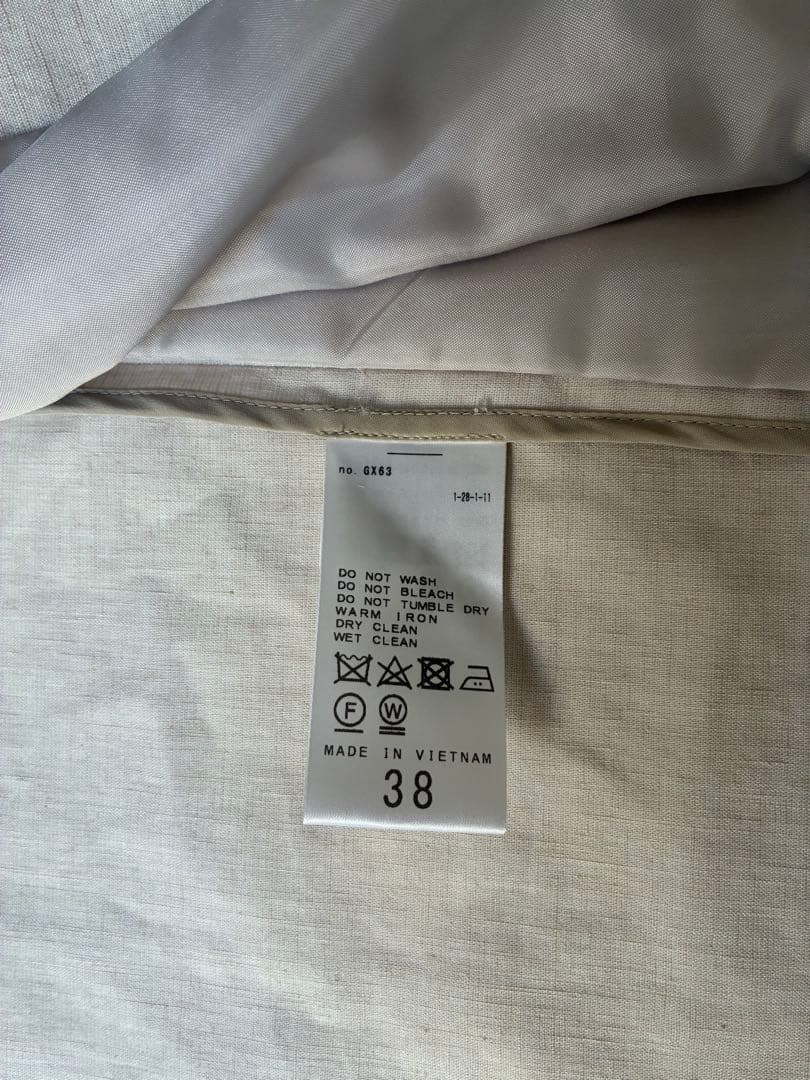 no. GX63
1-28-1-11
DO NOT WASH
DO NOT BLEACH
DO NOT TUMBLE DRY
WARM IRON
DRY CLEAN
WET CLEAN
F W
MADE IN VIETNAM
38